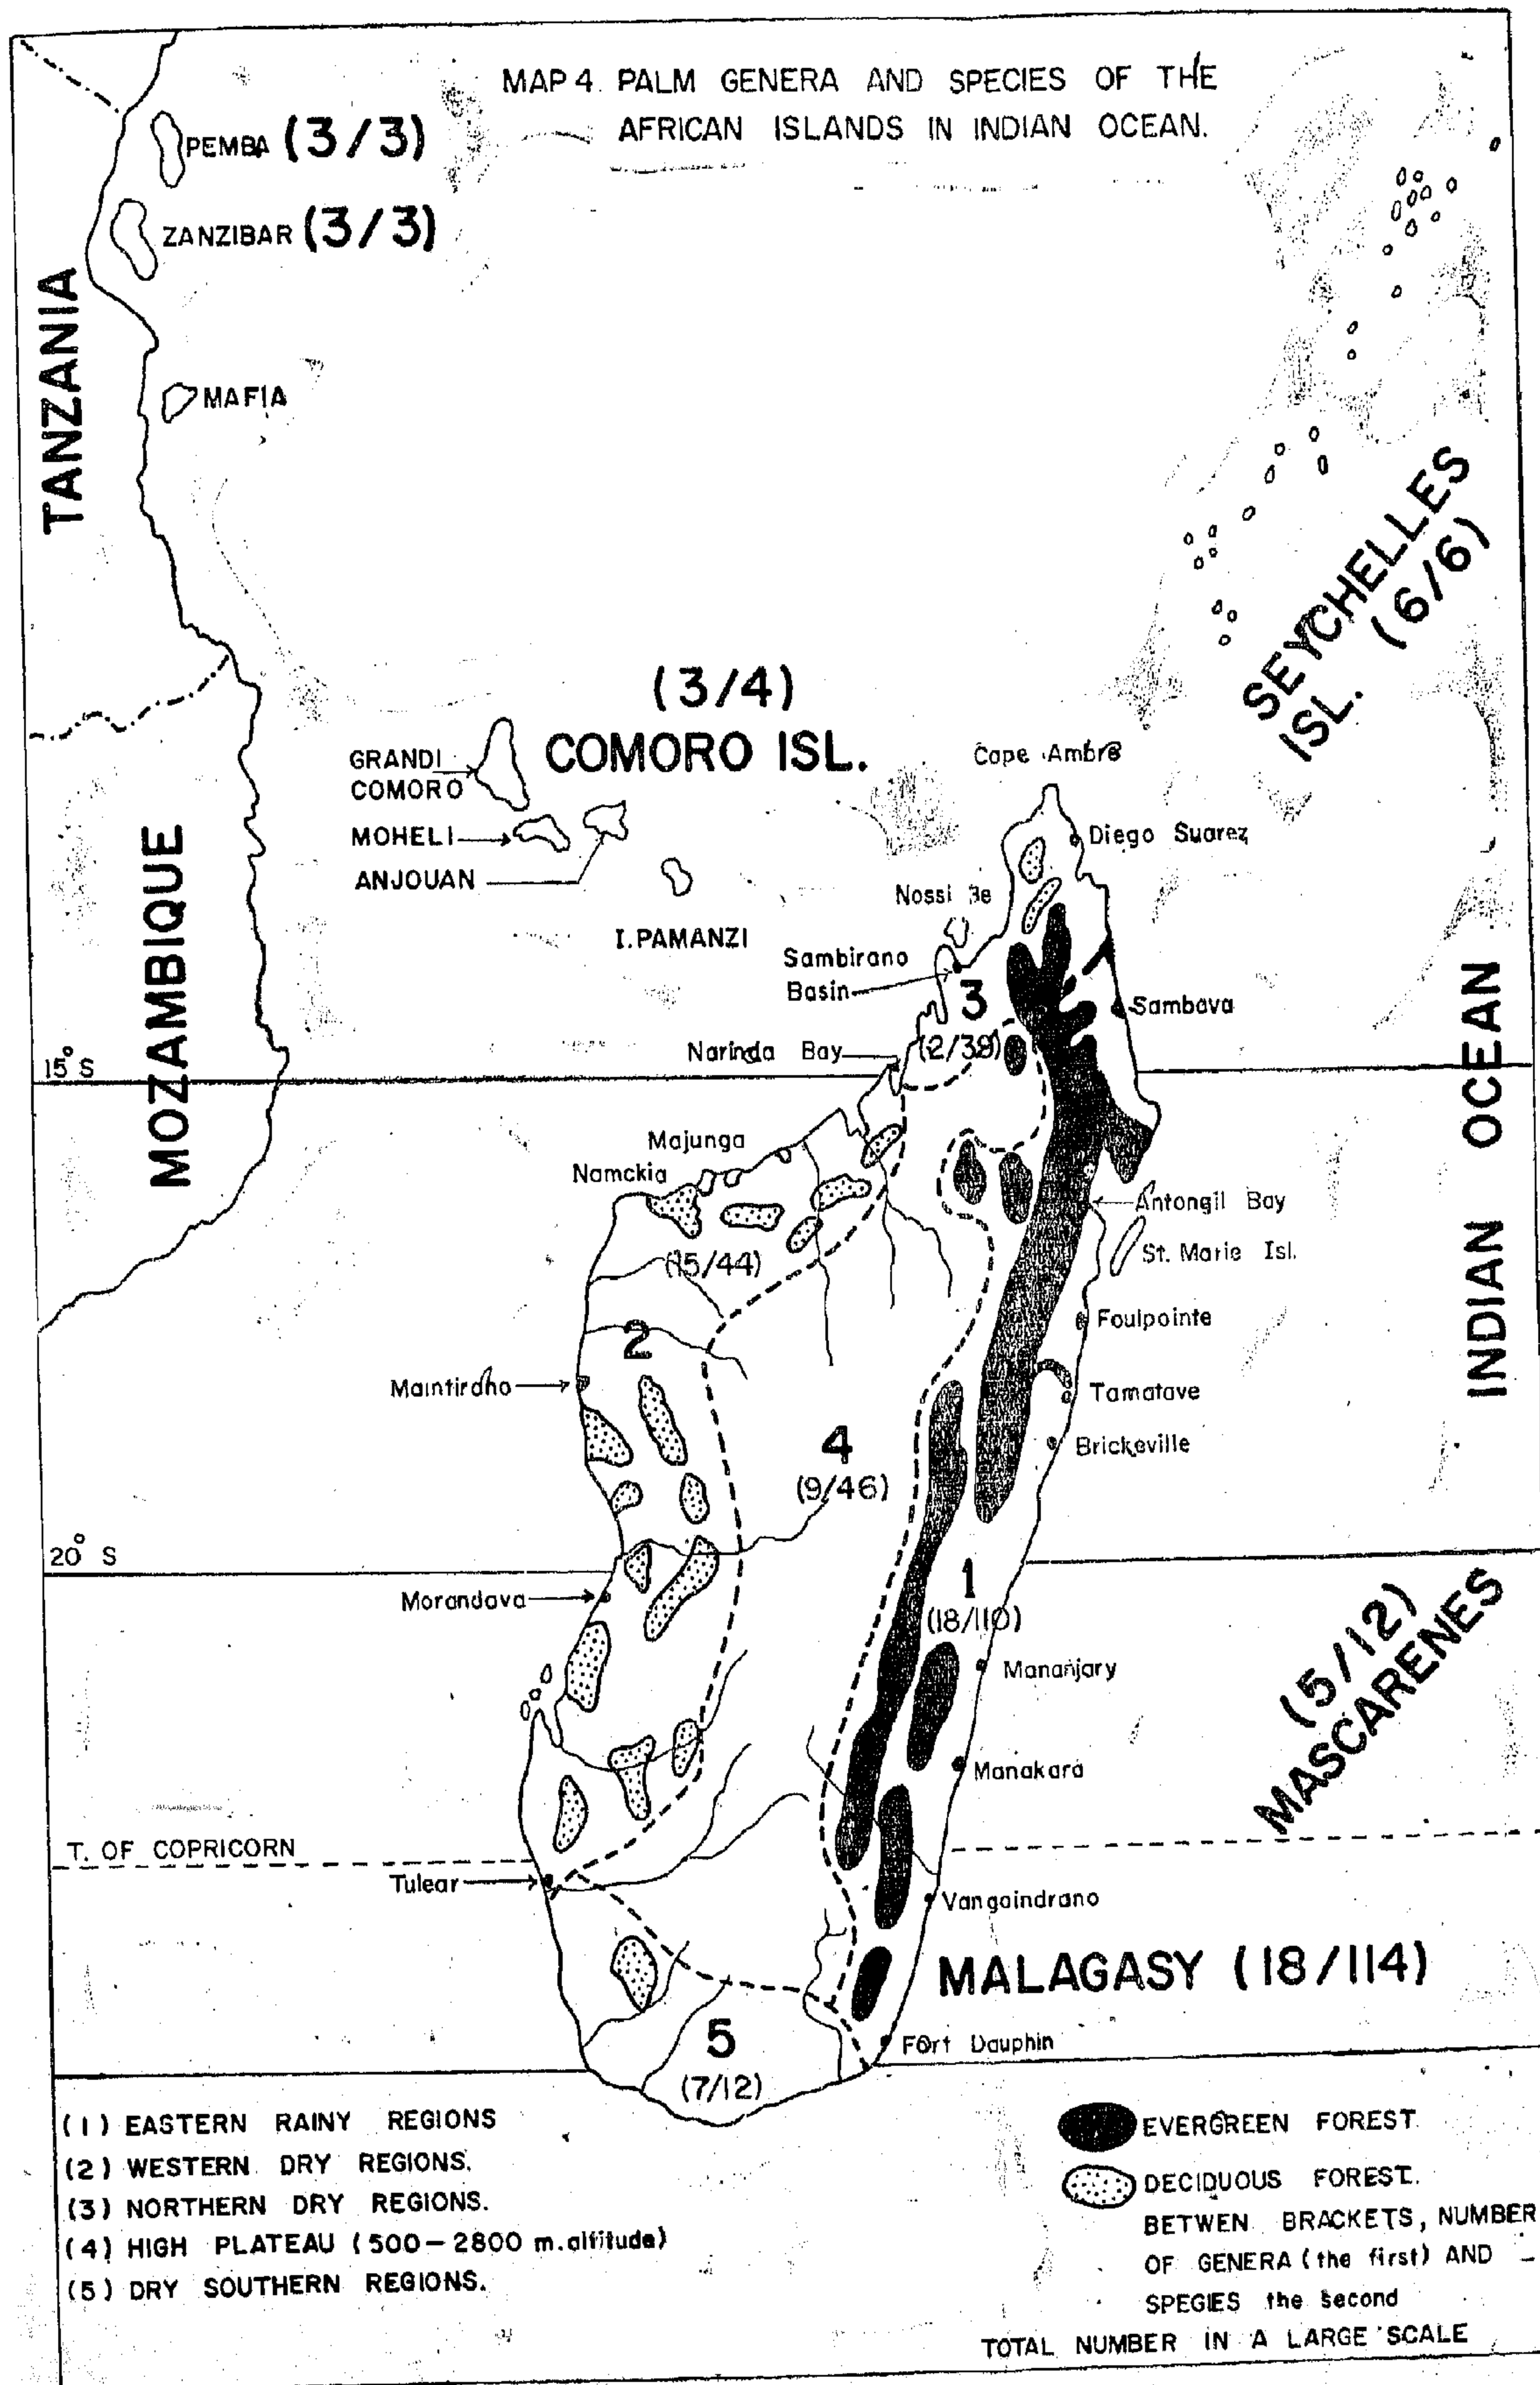 MAP 4. PALM GENERA AND SPECIES OF THE
AFRICAN ISLANDS IN INDIAN OCEAN.
PEMBA (3/3)
ZANZIBAR (3/3)
TANZANIA
MAFIA
SEYCHELLES
ISL. (6/6)
(3/4)
COMORO ISL.
GRANDI
COMORO
MOHELI
ANJOUAN
I. PAMANZI
MOZAMBIQUE
Cape Ambre
Diego Suarez
Nossi Be
Sambirano
Basin
3
(12/39)
Sambava
Narinda Bay
15° S
INDIAN OCEAN
Majunga
Namckia
(15/44)
Antongil Bay
St. Marie Isl.
2
Foulpointe
Maintirdho
Tamatave
4
(9/46)
Brickeville
20° S
1
(18/110)
Morandava
Mananjary
(5/12)
MASCARENES
Manakara
T. OF COPRICORN
Tulear
Vangaindrano
MALAGASY (18/114)
5
(7/12)
Fort Dauphin
(1) EASTERN RAINY REGIONS
(2) WESTERN DRY REGIONS.
(3) NORTHERN DRY REGIONS.
(4) HIGH PLATEAU (500-2800 m. altitude)
(5) DRY SOUTHERN REGIONS.
EVERGREEN FOREST
DECIDUOUS FOREST.
BETWEN BRACKETS, NUMBER
OF GENERA (the first) AND
SPEGIES the second
TOTAL NUMBER IN A LARGE SCALE